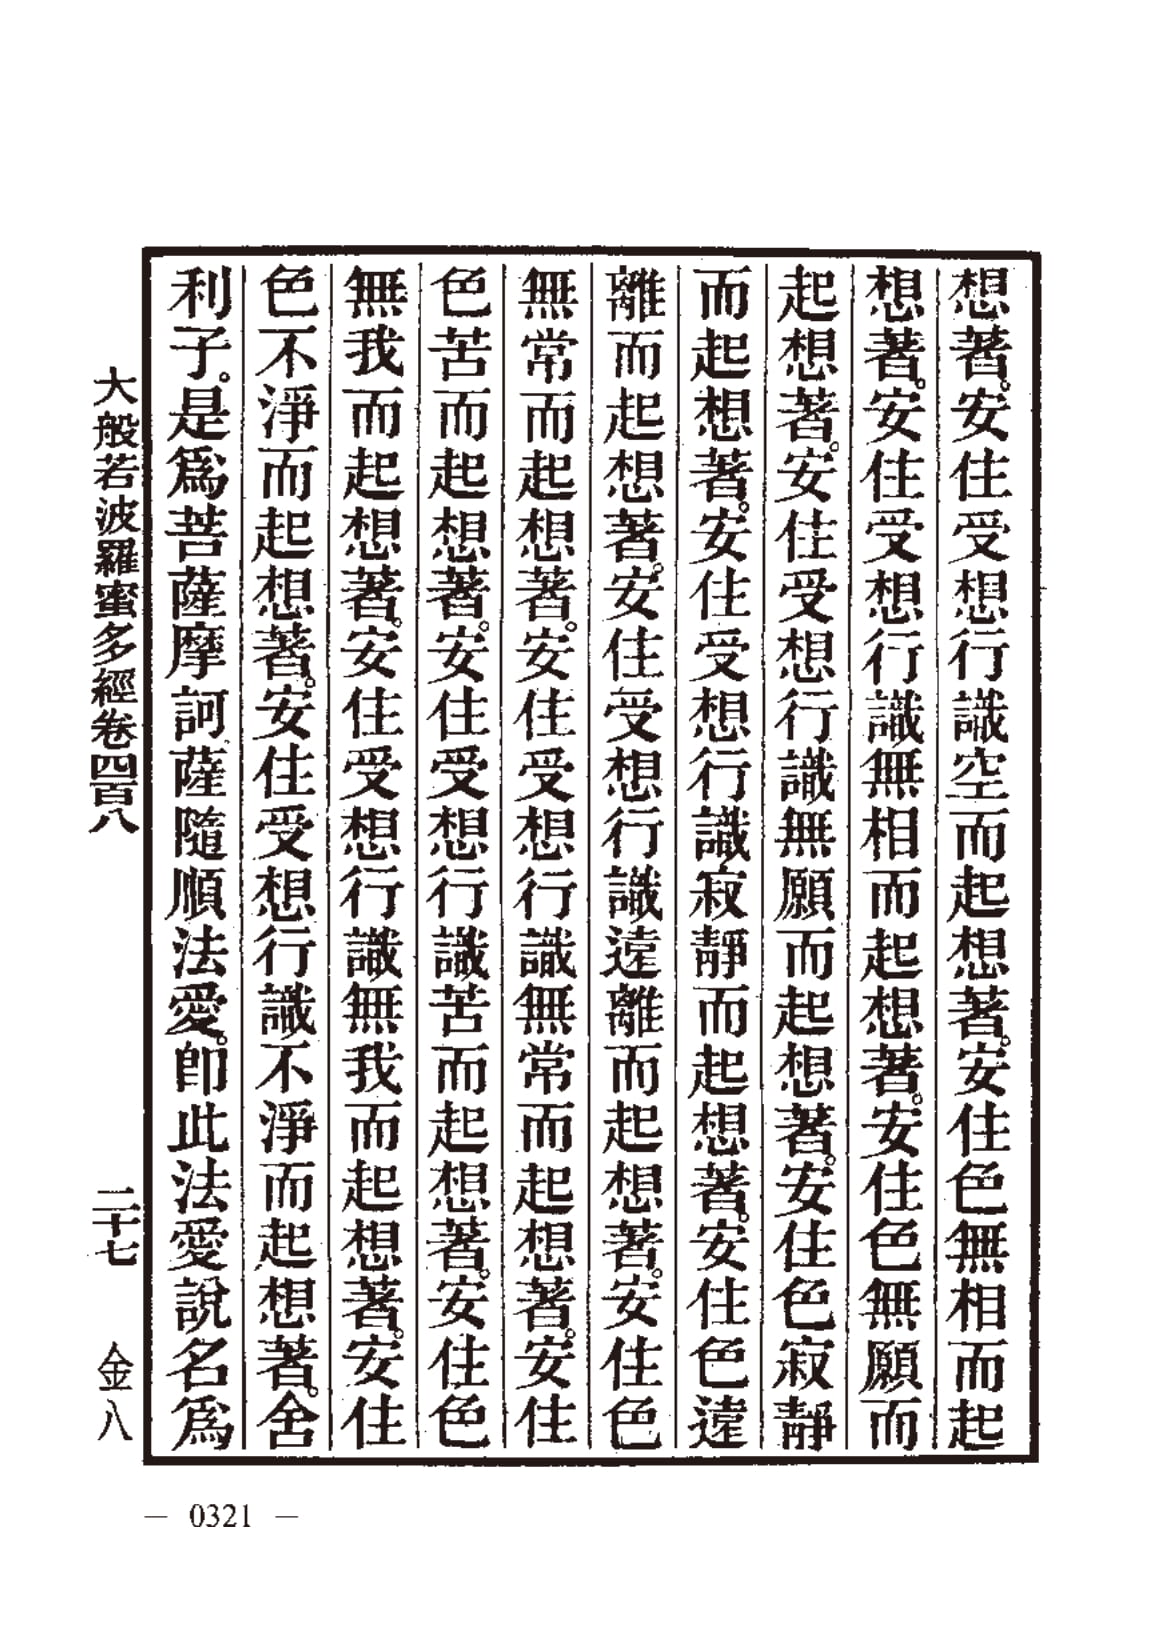 想著。安住受想行識空而起想著。安住色無相而起
想著。安住受想行識無相而起想著。安住色無願而
起想著。安住受想行識無願而起想著。安住色寂靜
而起想著。安住受想行識寂靜而起想著。安住色遠
離而起想著。安住受想行識遠離而起想著。安住色
無常而起想著。安住受想行識無常而起想著。安住
色苦而起想著。安住受想行識苦而起想著。安住色
無我而起想著。安住受想行識無我而起想著。安住
色不淨而起想著。安住受想行識不淨而起想著。舍
利子。是爲菩薩摩訶薩隨順法愛。卽此法愛說名爲
大般若波羅蜜多經卷四百八 二十七 金八
— 0321 —